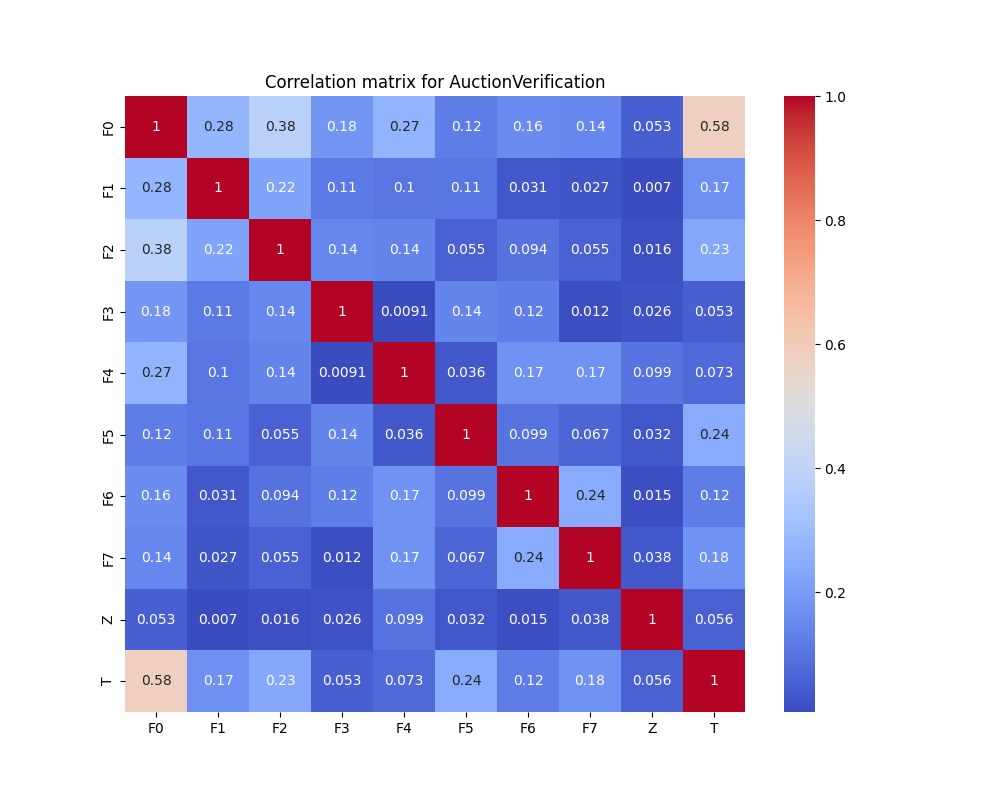 Correlation matrix for AuctionVerification
F0 1 0.28 0.38 0.18 0.27 0.12 0.16 0.14 0.053 0.58
F1 0.28 1 0.22 0.11 0.1 0.11 0.031 0.027 0.007 0.17
F2 0.38 0.22 1 0.14 0.14 0.055 0.094 0.055 0.016 0.23
F3 0.18 0.11 0.14 1 0.0091 0.14 0.12 0.012 0.026 0.053
F4 0.27 0.1 0.14 0.0091 1 0.036 0.17 0.17 0.099 0.073
F5 0.12 0.11 0.055 0.14 0.036 1 0.099 0.067 0.032 0.24
F6 0.16 0.031 0.094 0.12 0.17 0.099 1 0.24 0.015 0.12
F7 0.14 0.027 0.055 0.012 0.17 0.067 0.24 1 0.038 0.18
Z 0.053 0.007 0.016 0.026 0.099 0.032 0.015 0.038 1 0.056
T 0.58 0.17 0.23 0.053 0.073 0.24 0.12 0.18 0.056 1
F0 F1 F2 F3 F4 F5 F6 F7 Z T
1.0
0.8
0.6
0.4
0.2